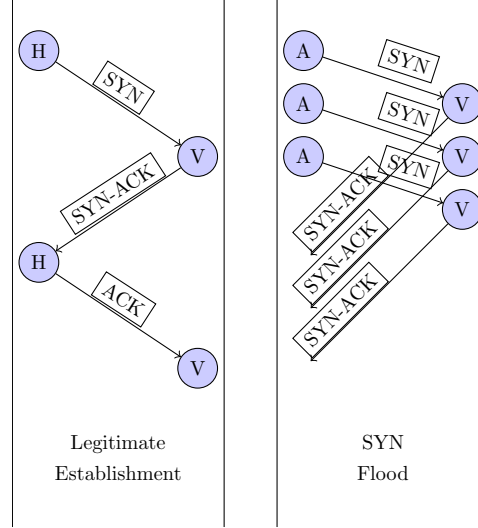 H
SYN
V
SYN-ACK
H
ACK
V
Legitimate
Establishment
A
SYN
A
SYN
V
A
SYN
V
SYN-ACK
V
SYN-ACK
SYN-ACK
SYN
Flood